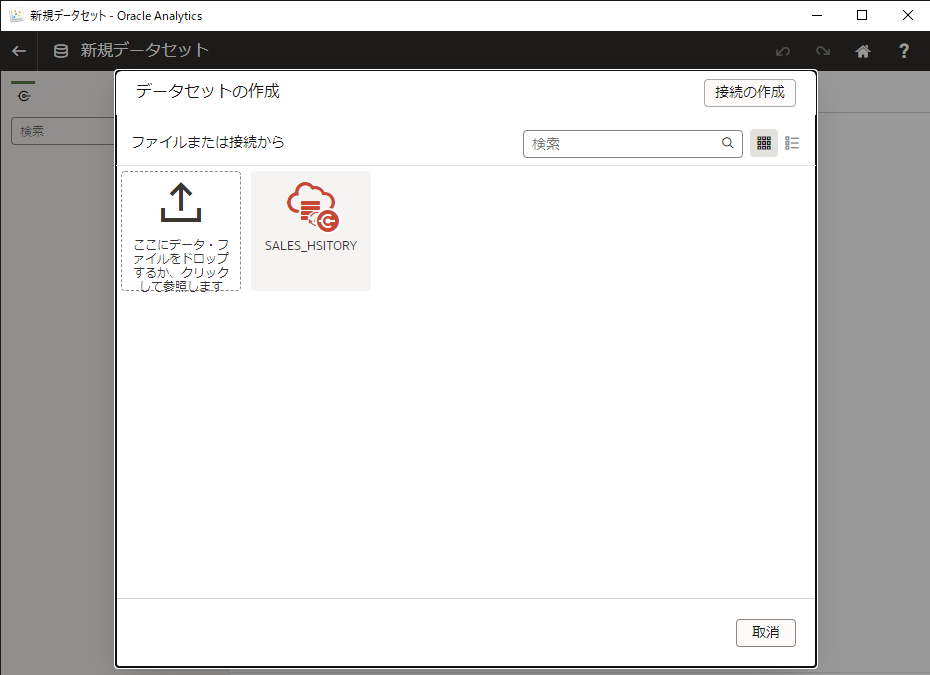 新規データセット - Oracle Analytics
新規データセット
?
検索
データセットの作成
接続の作成
ファイルまたは接続から
検索
ここにデータ・フ
ァイルをドロップ
するか、クリック
して参照します
SALES_HSITORY
取消